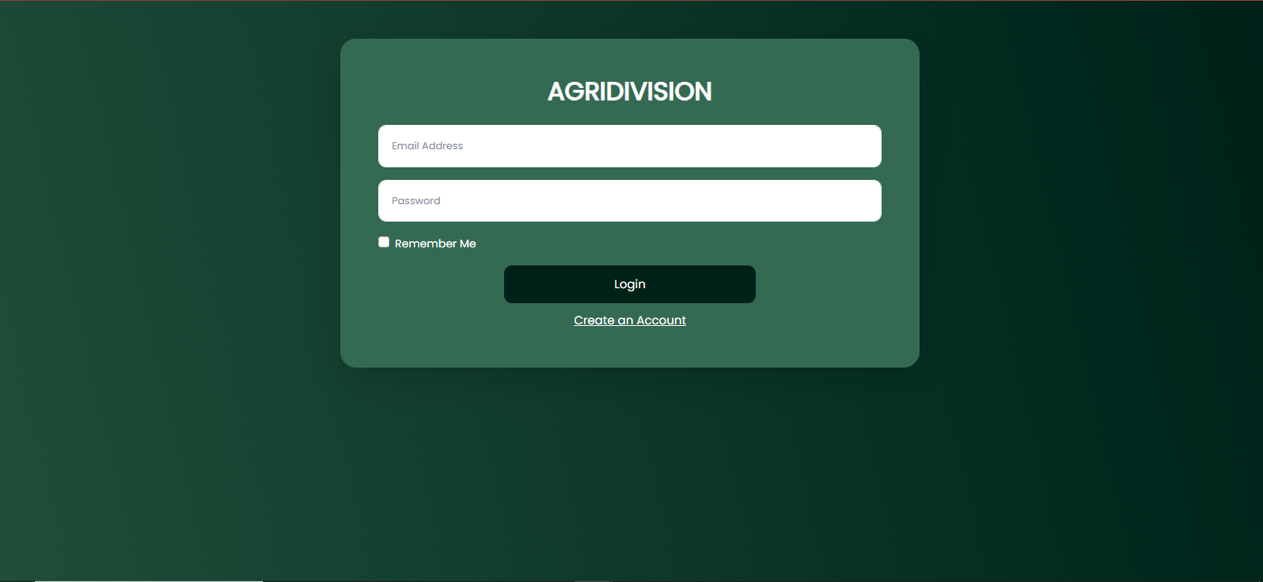 AGRIDIVISION
Email Address
Password
Remember Me
Login
Create an Account